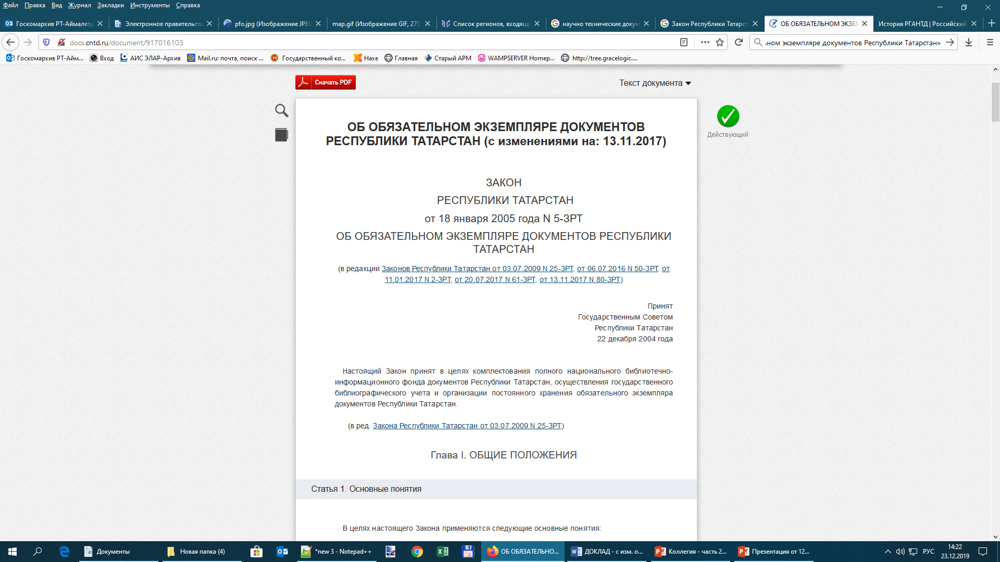 Файл Правка Вид Журнал Закладки Инструменты Справка
Госкомархив РТ-Аймалетд
Электронное правительств
pfo.jpg (Изображение JPEG
map.gif (Изображение GIF, 273
Список регионов, входящи
научно технические докум
Закон Республики Татарста
ОБ ОБЯЗАТЕЛЬНОМ ЭКЗЕМ
История РГАНТД | Российский
docs.cntd.ru/document/917016103
ном экземпляре документов Республики Татарстан»
Госкомархив РТ-Айм...
Вход
АИС ЭЛАР-Архив
Mail.ru: почта, поиск ...
Государственный ко...
Haxe
Главная
Старый АРМ
WAMPSERVER Homep...
http://tree.gracelogic....
Скачать PDF
Текст документа
ОБ ОБЯЗАТЕЛЬНОМ ЭКЗЕМПЛЯРЕ ДОКУМЕНТОВ
РЕСПУБЛИКИ ТАТАРСТАН (с изменениями на: 13.11.2017)
Действующий
ЗАКОН
РЕСПУБЛИКИ ТАТАРСТАН
от 18 января 2005 года N 5-ЗРТ
ОБ ОБЯЗАТЕЛЬНОМ ЭКЗЕМПЛЯРЕ ДОКУМЕНТОВ РЕСПУБЛИКИ
ТАТАРСТАН
(в редакции Законов Республики Татарстан от 03.07.2009 N 25-ЗРТ, от 06.07.2016 N 50-ЗРТ, от
11.01.2017 N 2-ЗРТ, от 20.07.2017 N 61-ЗРТ, от 13.11.2017 N 80-ЗРТ)
Принят
Государственным Советом
Республики Татарстан
22 декабря 2004 года
Настоящий Закон принят в целях комплектования полного национального библиотечно-
информационного фонда документов Республики Татарстан, осуществления государственного
библиографического учета и организации постоянного хранения обязательного экземпляра
документов Республики Татарстан.
(в ред. Закона Республики Татарстан от 03.07.2009 N 25-ЗРТ)
Глава I. ОБЩИЕ ПОЛОЖЕНИЯ
Статья 1. Основные понятия
В целях настоящего Закона применяются следующие основные понятия:
Документы
Новая папка (4)
*new 3 - Notepad++
ОБ ОБЯЗАТЕЛЬНО...
ДОКЛАД - с изм. о...
Коллегия - часть 2...
Презентация от 12...
РУС
14:22
23.12.2019